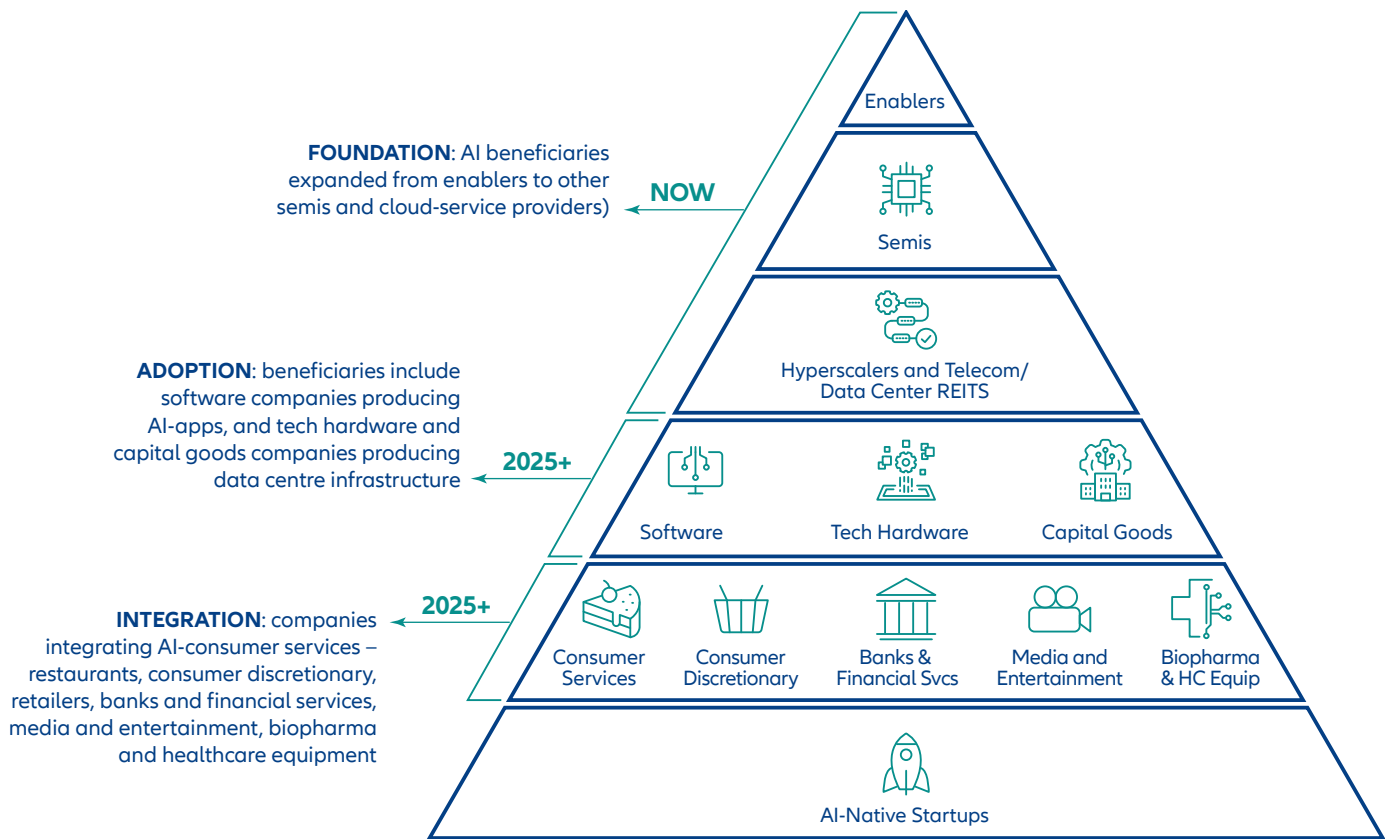 Enablers
FOUNDATION: AI beneficiaries
expanded from enablers to other
semis and cloud-service providers)
NOW
Semis
Hyperscalers and Telecom/
Data Center REITS
ADOPTION: beneficiaries include
software companies producing
AI-apps, and tech hardware and
capital goods companies producing
data centre infrastructure
2025+
Software
Tech Hardware
Capital Goods
INTEGRATION: companies
integrating AI-consumer services –
restaurants, consumer discretionary,
retailers, banks and financial services,
media and entertainment, biopharma
and healthcare equipment
2025+
Consumer
Services
Consumer
Discretionary
Banks &
Financial Svcs
Media and
Entertainment
Biopharma
& HC Equip
AI-Native Startups